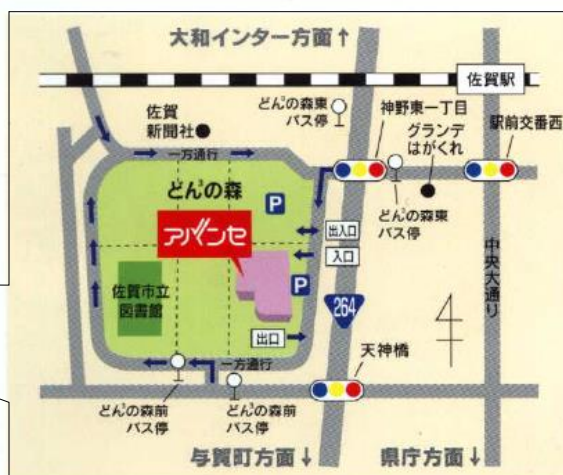 大和インター方面↑
佐賀駅
佐賀
新聞社
どん³の森東
バス停
神野東一丁目
グランデ
はがくれ
駅前交番西
一方通行
どん³の森
P
どん³の森東
バス停
アバンセ
出入口
入口
中央大通り
佐賀市立
図書館
P
264
出口
天神橋
一方通行
どん³の森前
バス停
どん³の森前
バス停
与賀町方面↓
県庁方面↓